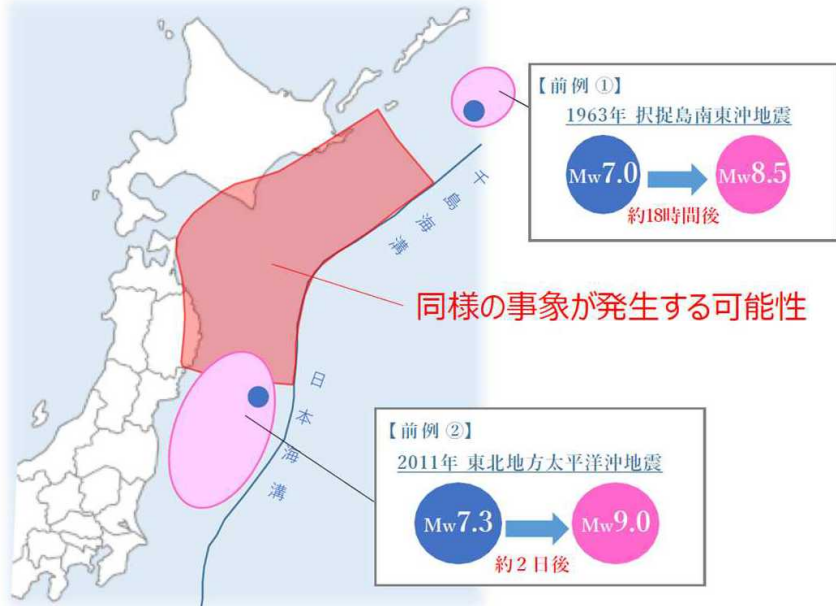 【前例 ①】
1963年 択捉島南東沖地震
Mw7.0
Mw8.5
約18時間後
千島海溝
同様の事象が発生する可能性
日本海溝
【前例 ②】
2011年 東北地方太平洋沖地震
Mw7.3
Mw9.0
約２日後